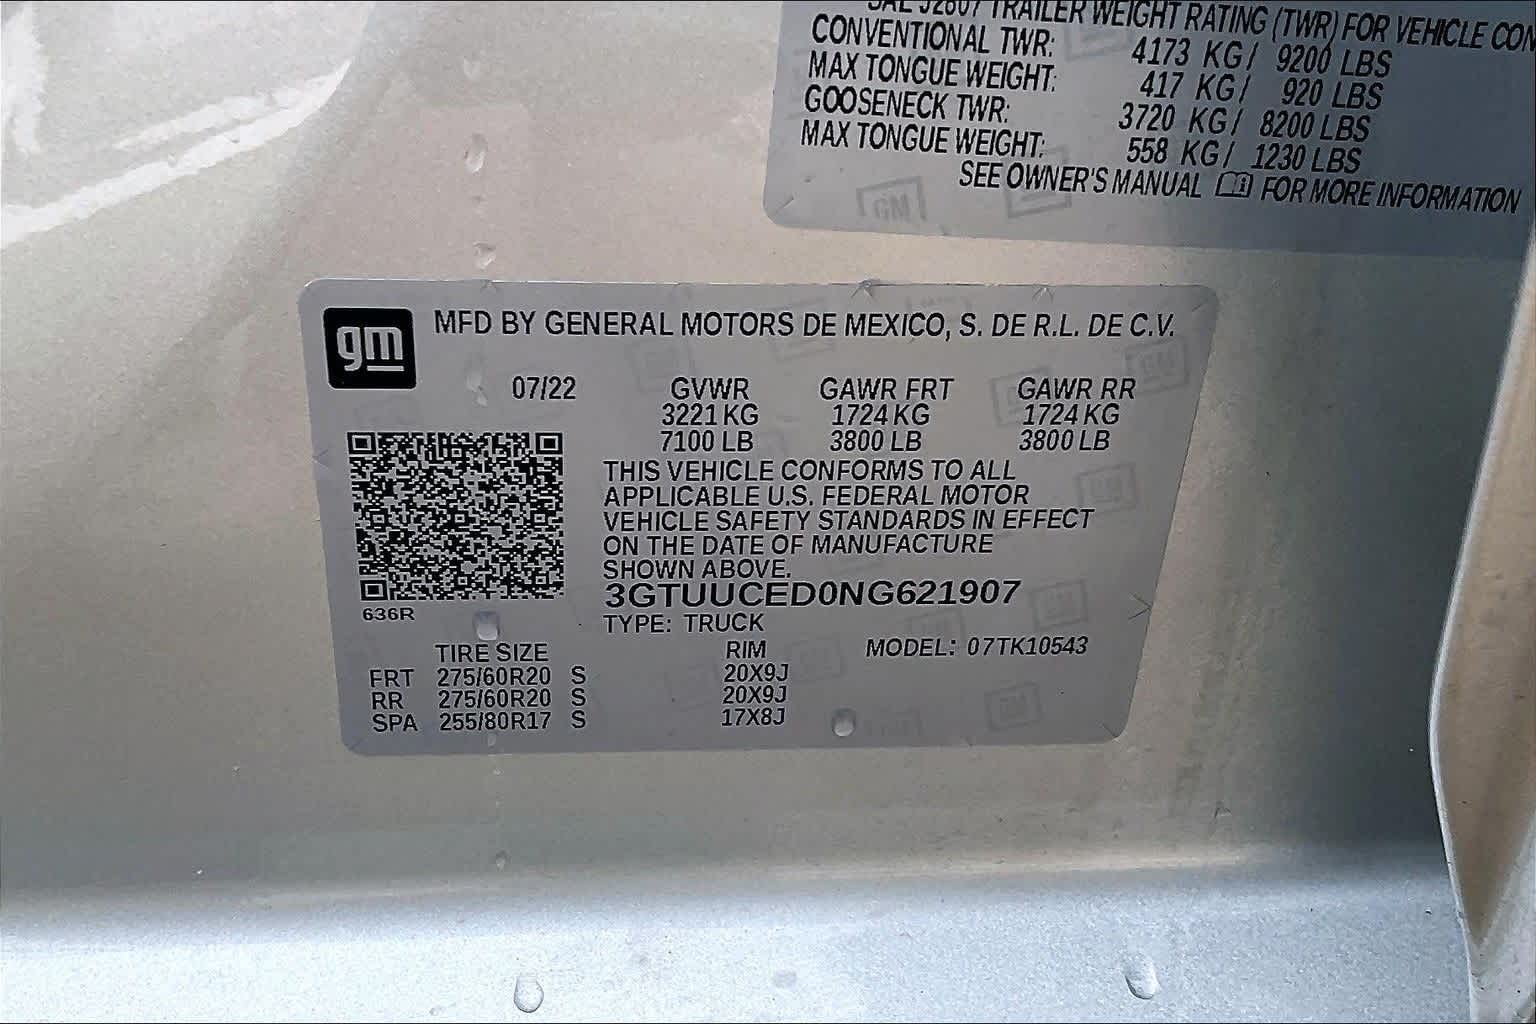 SAE J2807 TRAILER WEIGHT RATING (TWR) FOR VEHICLE CON
CONVENTIONAL TWR: 4173 KG/ 9200 LBS
MAX TONGUE WEIGHT: 417 KG/ 920 LBS
GOOSENECK TWR: 3720 KG/ 8200 LBS
MAX TONGUE WEIGHT: 558 KG/ 1230 LBS
SEE OWNER'S MANUAL FOR MORE INFORMATION
GM
gm MFD BY GENERAL MOTORS DE MEXICO, S. DE R.L. DE C.V.
07/22 GVWR GAWR FRT GAWR RR
3221 KG 1724 KG 1724 KG
7100 LB 3800 LB 3800 LB
THIS VEHICLE CONFORMS TO ALL
APPLICABLE U.S. FEDERAL MOTOR
VEHICLE SAFETY STANDARDS IN EFFECT
ON THE DATE OF MANUFACTURE
SHOWN ABOVE.
3GTUUCED0NG621907
636R
TYPE: TRUCK
TIRE SIZE RIM MODEL: 07TK10543
FRT 275/60R20 S 20X9J
RR 275/60R20 S 20X9J
SPA 255/80R17 S 17X8J